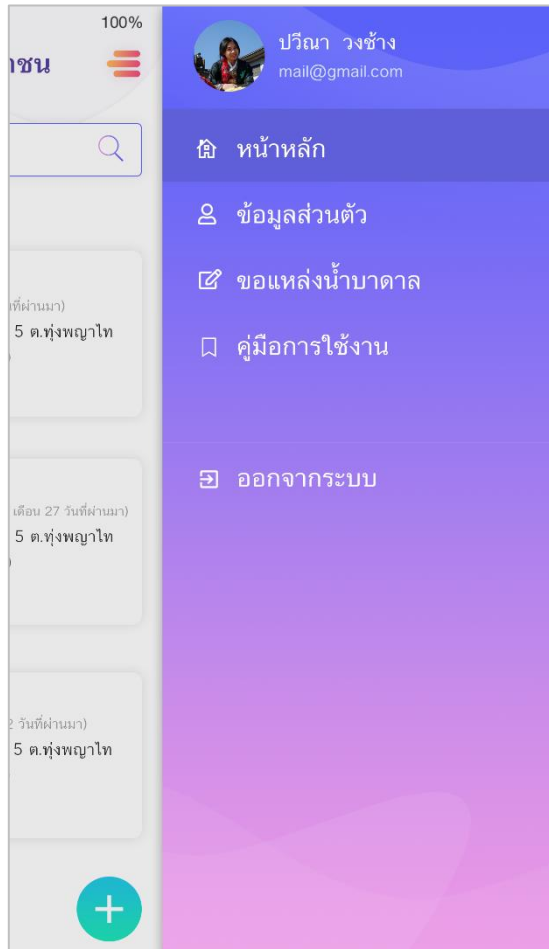 100%
าชน
ที่ผ่านมา)
5 ต.ทุ่งพญาไท
เดือน 27 วันที่ผ่านมา)
5 ต.ทุ่งพญาไท
วันที่ผ่านมา)
5 ต.ทุ่งพญาไท
ปวีณา วงช้าง
mail@gmail.com
หน้าหลัก
ข้อมูลส่วนตัว
ขอแหล่งน้ำบาดาล
คู่มือการใช้งาน
ออกจากระบบ